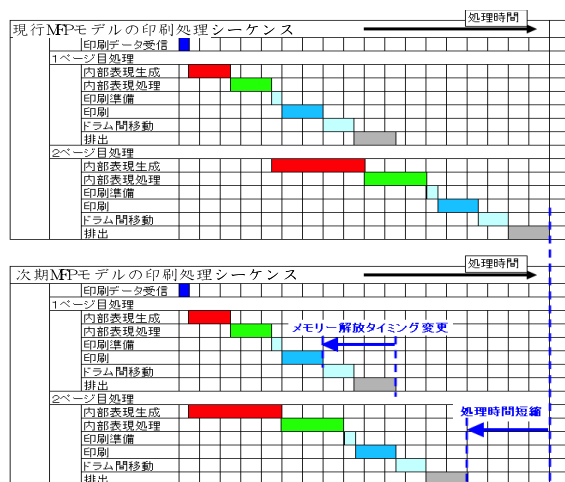 処理時間
現行MFPモデルの印刷処理シーケンス
印刷データ受信
1ページ目処理
内部表現生成
内部表現処理
印刷準備
印刷
ドラム間移動
排出
2ページ目処理
内部表現生成
内部表現処理
印刷準備
印刷
ドラム間移動
排出
処理時間
次期MFPモデルの印刷処理シーケンス
印刷データ受信
1ページ目処理
内部表現生成
内部表現処理
メモリー解放タイミング変更
印刷準備
印刷
ドラム間移動
排出
2ページ目処理
内部表現生成
処理時間短縮
内部表現処理
印刷準備
印刷
ドラム間移動
排出